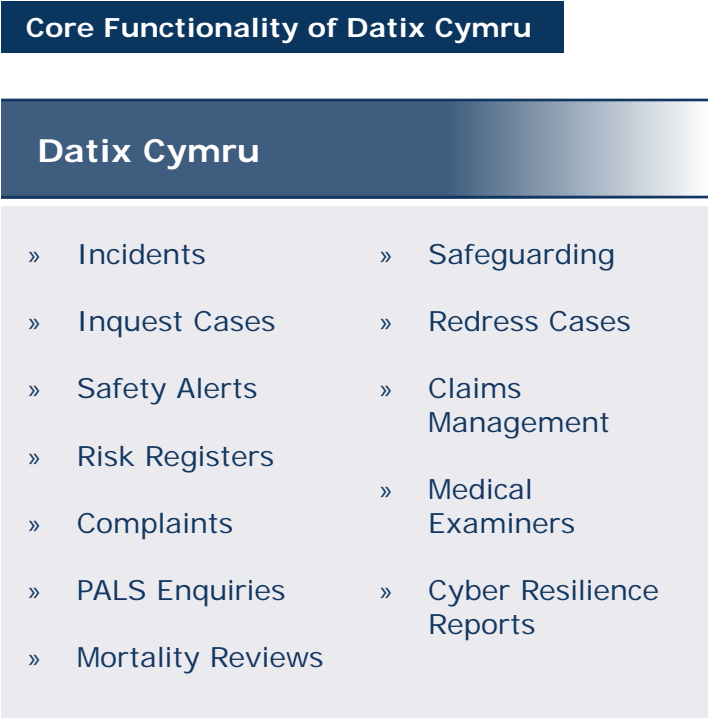 Core Functionality of Datix Cymru
Datix Cymru
» Incidents
» Inquest Cases
» Safety Alerts
» Risk Registers
» Complaints
» PALS Enquiries
» Mortality Reviews
» Safeguarding
» Redress Cases
» Claims
Management
» Medical
Examiners
» Cyber Resilience
Reports